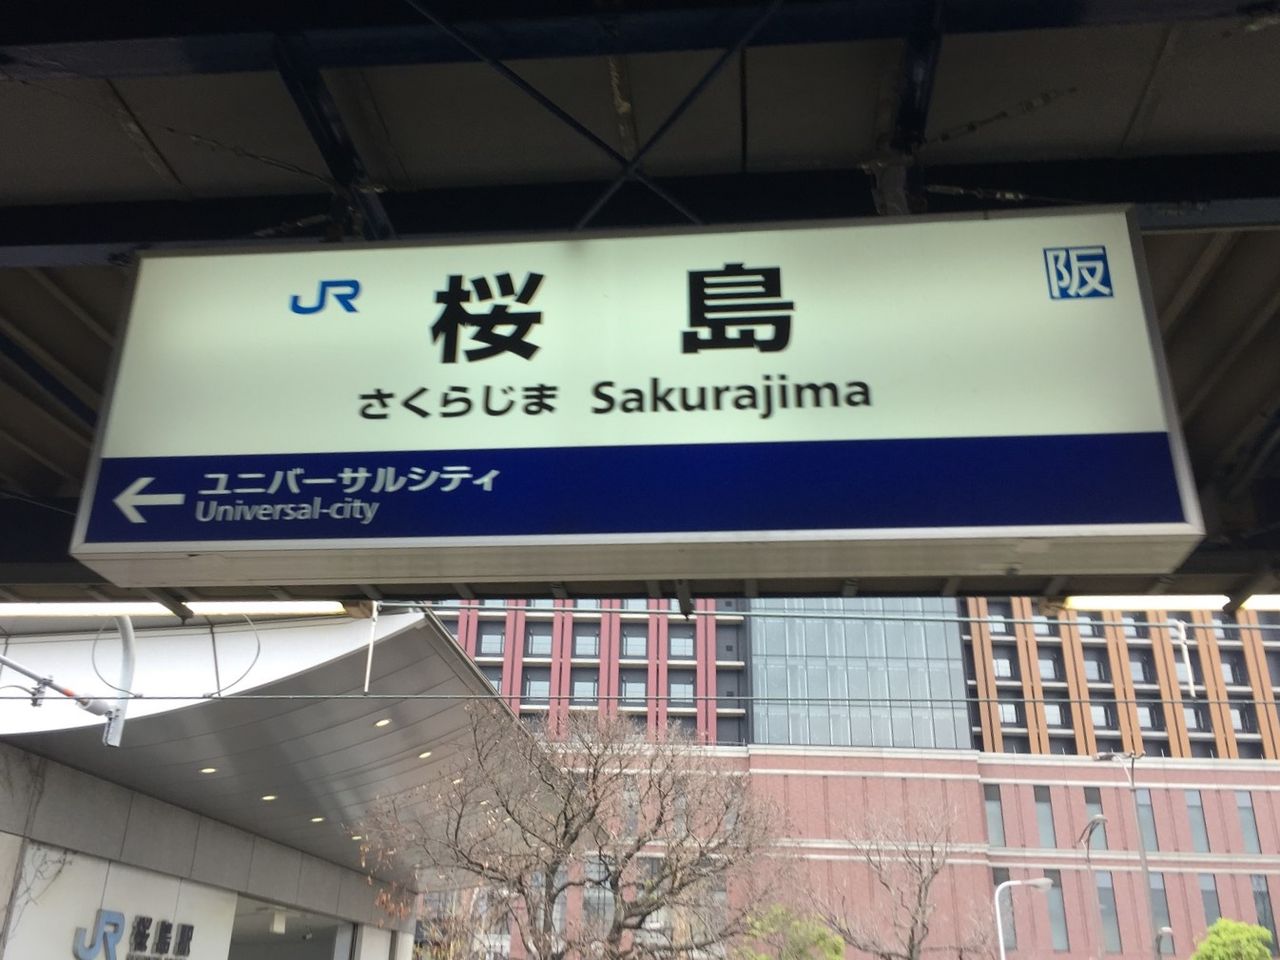 JR 桜島 阪
さくらじま Sakurajima
← ユニバーサルシティ
Universal-city
JR 桜島駅